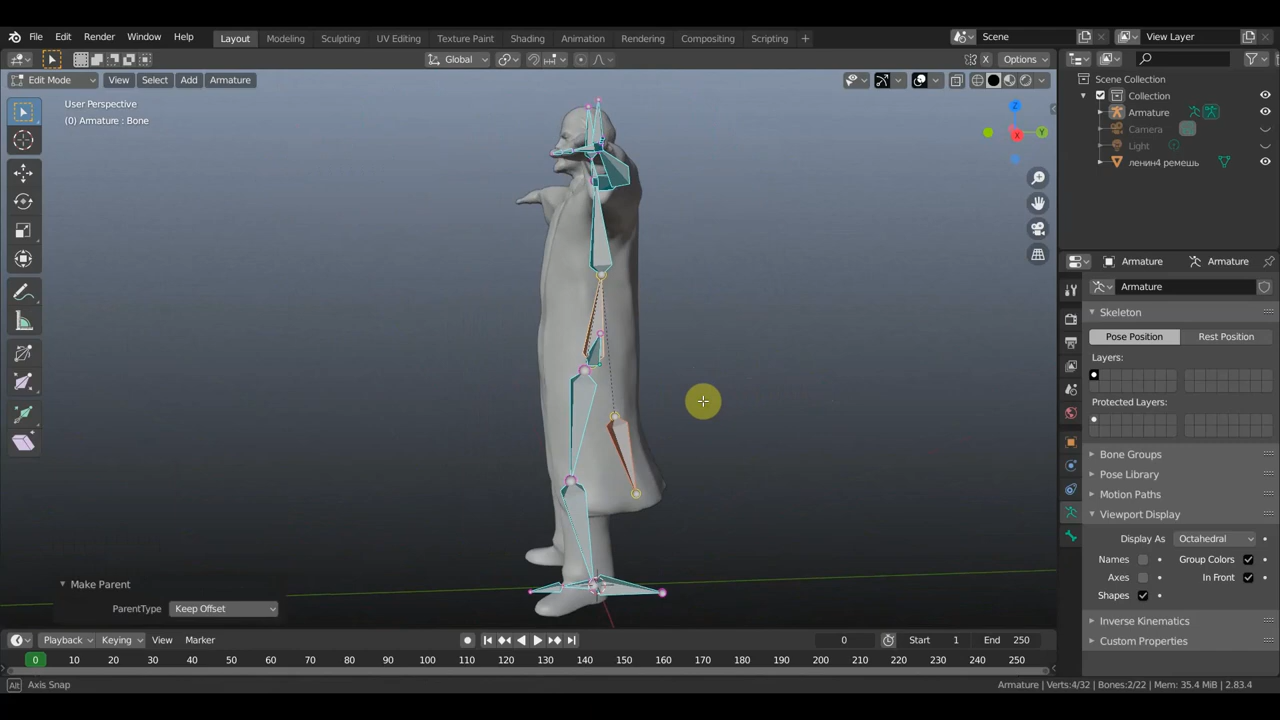 File Edit Render Window Help Layout Modeling Sculpting UV Editing Texture Paint Shading Animation Rendering Compositing Scripting + Scene View Layer
Global Options
Edit Mode View Select Add Armature
User Perspective
(0) Armature : Bone
Scene Collection
Collection
Armature
Camera
Light
ленин4 ремешь
Armature Armature
Armature
Skeleton
Pose Position Rest Position
Layers:
Protected Layers:
Bone Groups
Pose Library
Motion Paths
Viewport Display
Display As Octahedral
Names Group Colors
Axes In Front
Shapes
Inverse Kinematics
Custom Properties
Make Parent
ParentType Keep Offset
Playback Keying View Marker 0 Start 1 End 250
0 10 20 30 40 50 60 70 80 90 100 110 120 130 140 150 160 170 180 190 200 210 220 230 240 250
Alt Axis Snap Armature | Verts:4/32 | Bones:2/22 | Mem: 35.4 MiB | 2.83.4
X
Z
Y
X